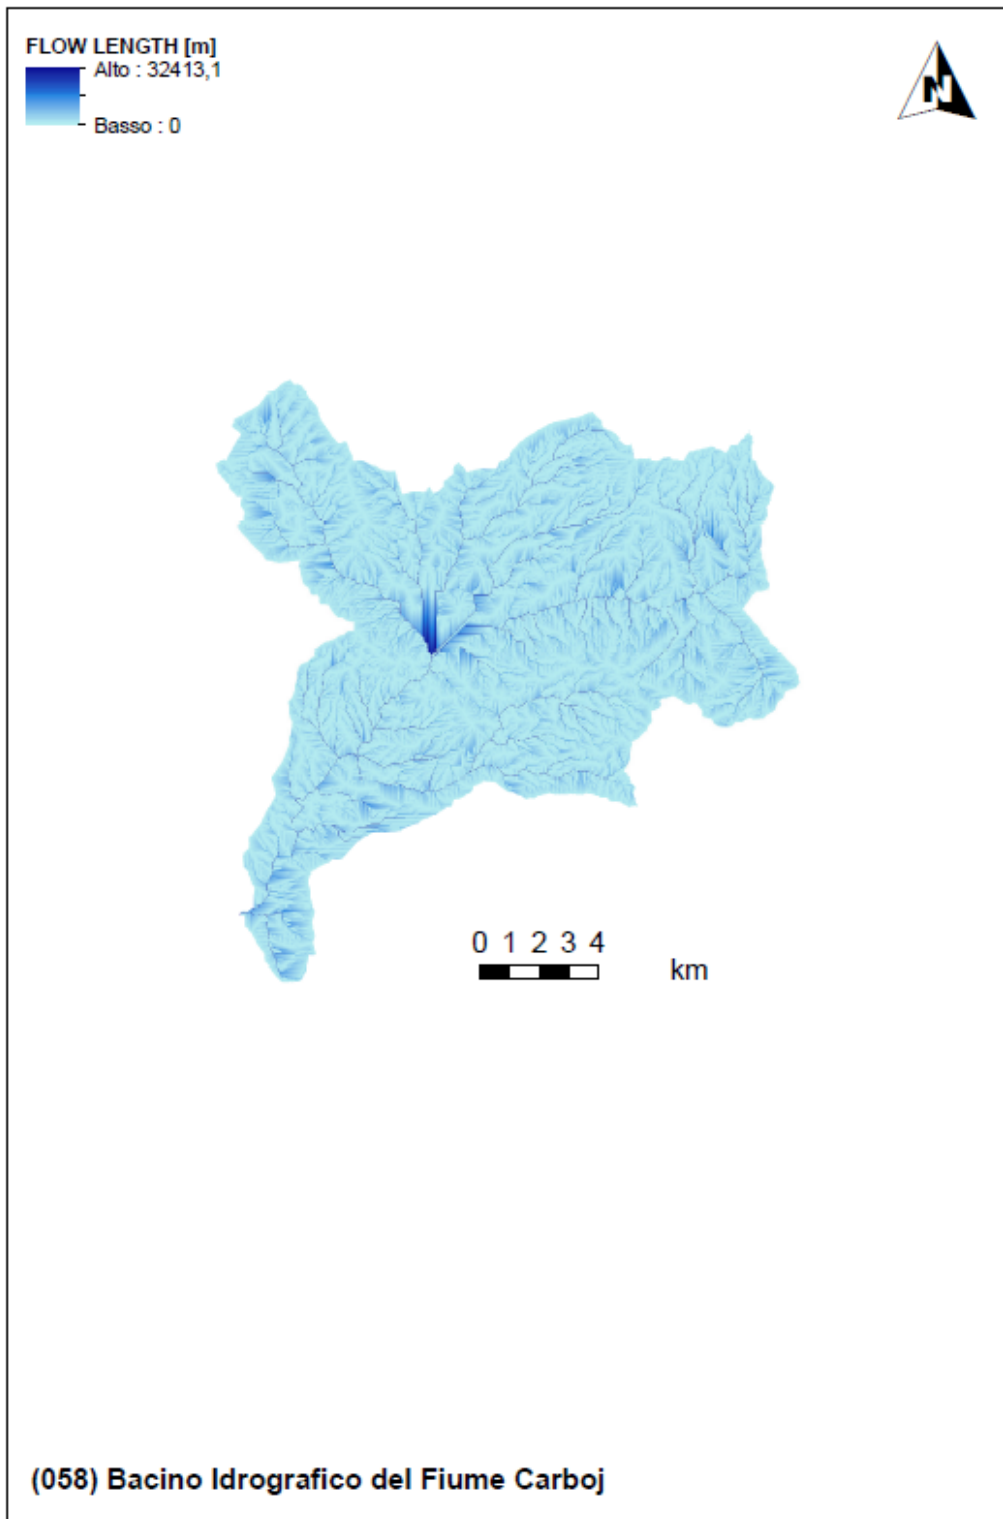 FLOW LENGTH [m]
Alto : 32413,1
Basso : 0
N
0 1 2 3 4
km
(058) Bacino Idrografico del Fiume Carboj